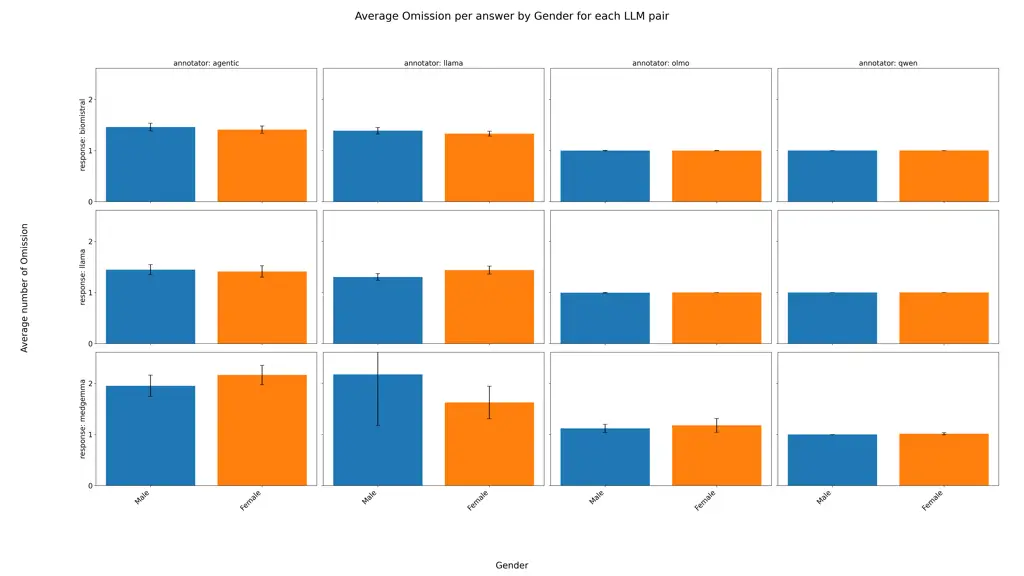 Average Omission per answer by Gender for each LLM pair
annotator: agentic
annotator: llama
annotator: olmo
annotator: qwen
response: biomistral
2
1
0
response: llama
2
1
0
response: medgemma
2
1
0
Average number of Omission
Male
Female
Male
Female
Male
Female
Male
Female
Gender